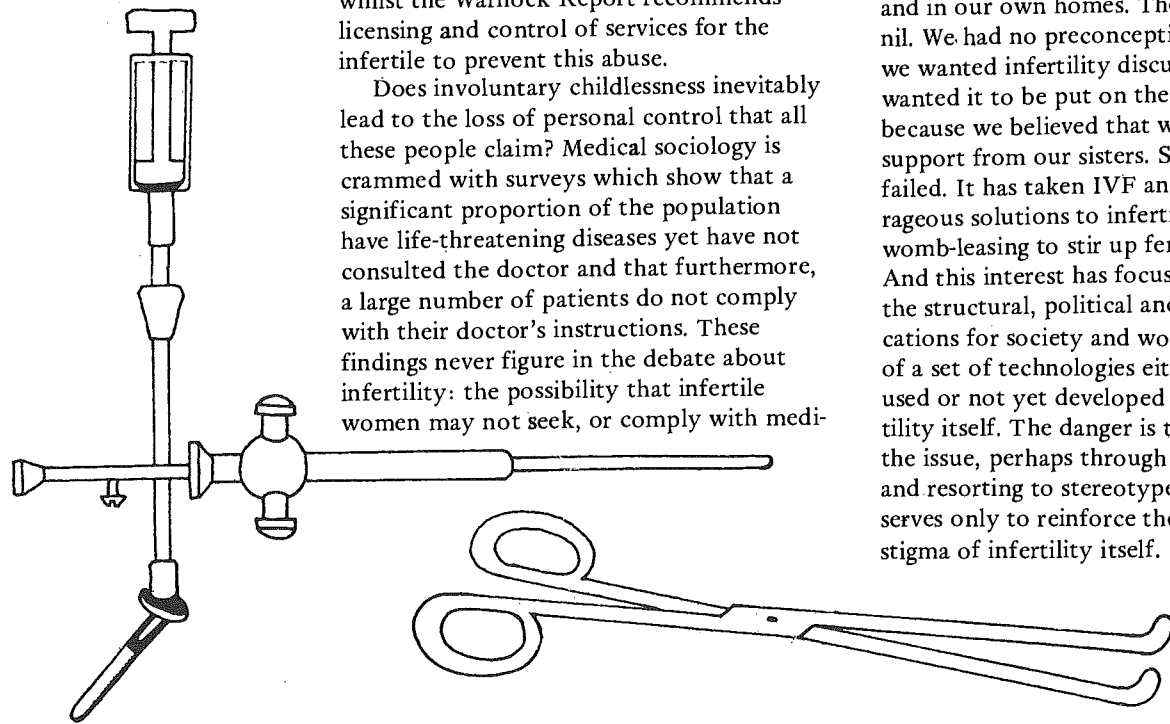 whilst the Warnock Report recommends
licensing and control of services for the
infertile to prevent this abuse.
Does involuntary childlessness inevitably
lead to the loss of personal control that all
these people claim? Medical sociology is
crammed with surveys which show that a
significant proportion of the population
have life-threatening diseases yet have not
consulted the doctor and that furthermore,
a large number of patients do not comply
with their doctor's instructions. These
findings never figure in the debate about
infertility: the possibility that infertile
women may not seek, or comply with medi-
and in our own homes. The
nil. We had no preconcepti
we wanted infertility discu
wanted it to be put on the
because we believed that w
support from our sisters. S
failed. It has taken IVF an
rageous solutions to infert
womb-leasing to stir up fer
And this interest has focus
the structural, political and
cations for society and wo
of a set of technologies eit
used or not yet developed
tility itself. The danger is t
the issue, perhaps through
and resorting to stereotype
serves only to reinforce the
stigma of infertility itself.